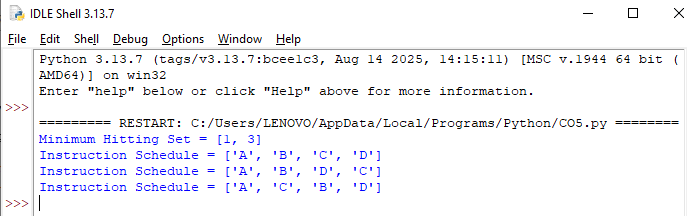 IDLE Shell 3.13.7
File Edit Shell Debug Options Window Help
Python 3.13.7 (tags/v3.13.7:bcee1c3, Aug 14 2025, 14:15:11) [MSC v.1944 64 bit (
AMD64)] on win32
Enter "help" below or click "Help" above for more information.
>>>
========= RESTART: C:/Users/LENOVO/AppData/Local/Programs/Python/CO5.py ========
Minimum Hitting Set = [1, 3]
Instruction Schedule = ['A', 'B', 'C', 'D']
Instruction Schedule = ['A', 'B', 'D', 'C']
Instruction Schedule = ['A', 'C', 'B', 'D']
>>>